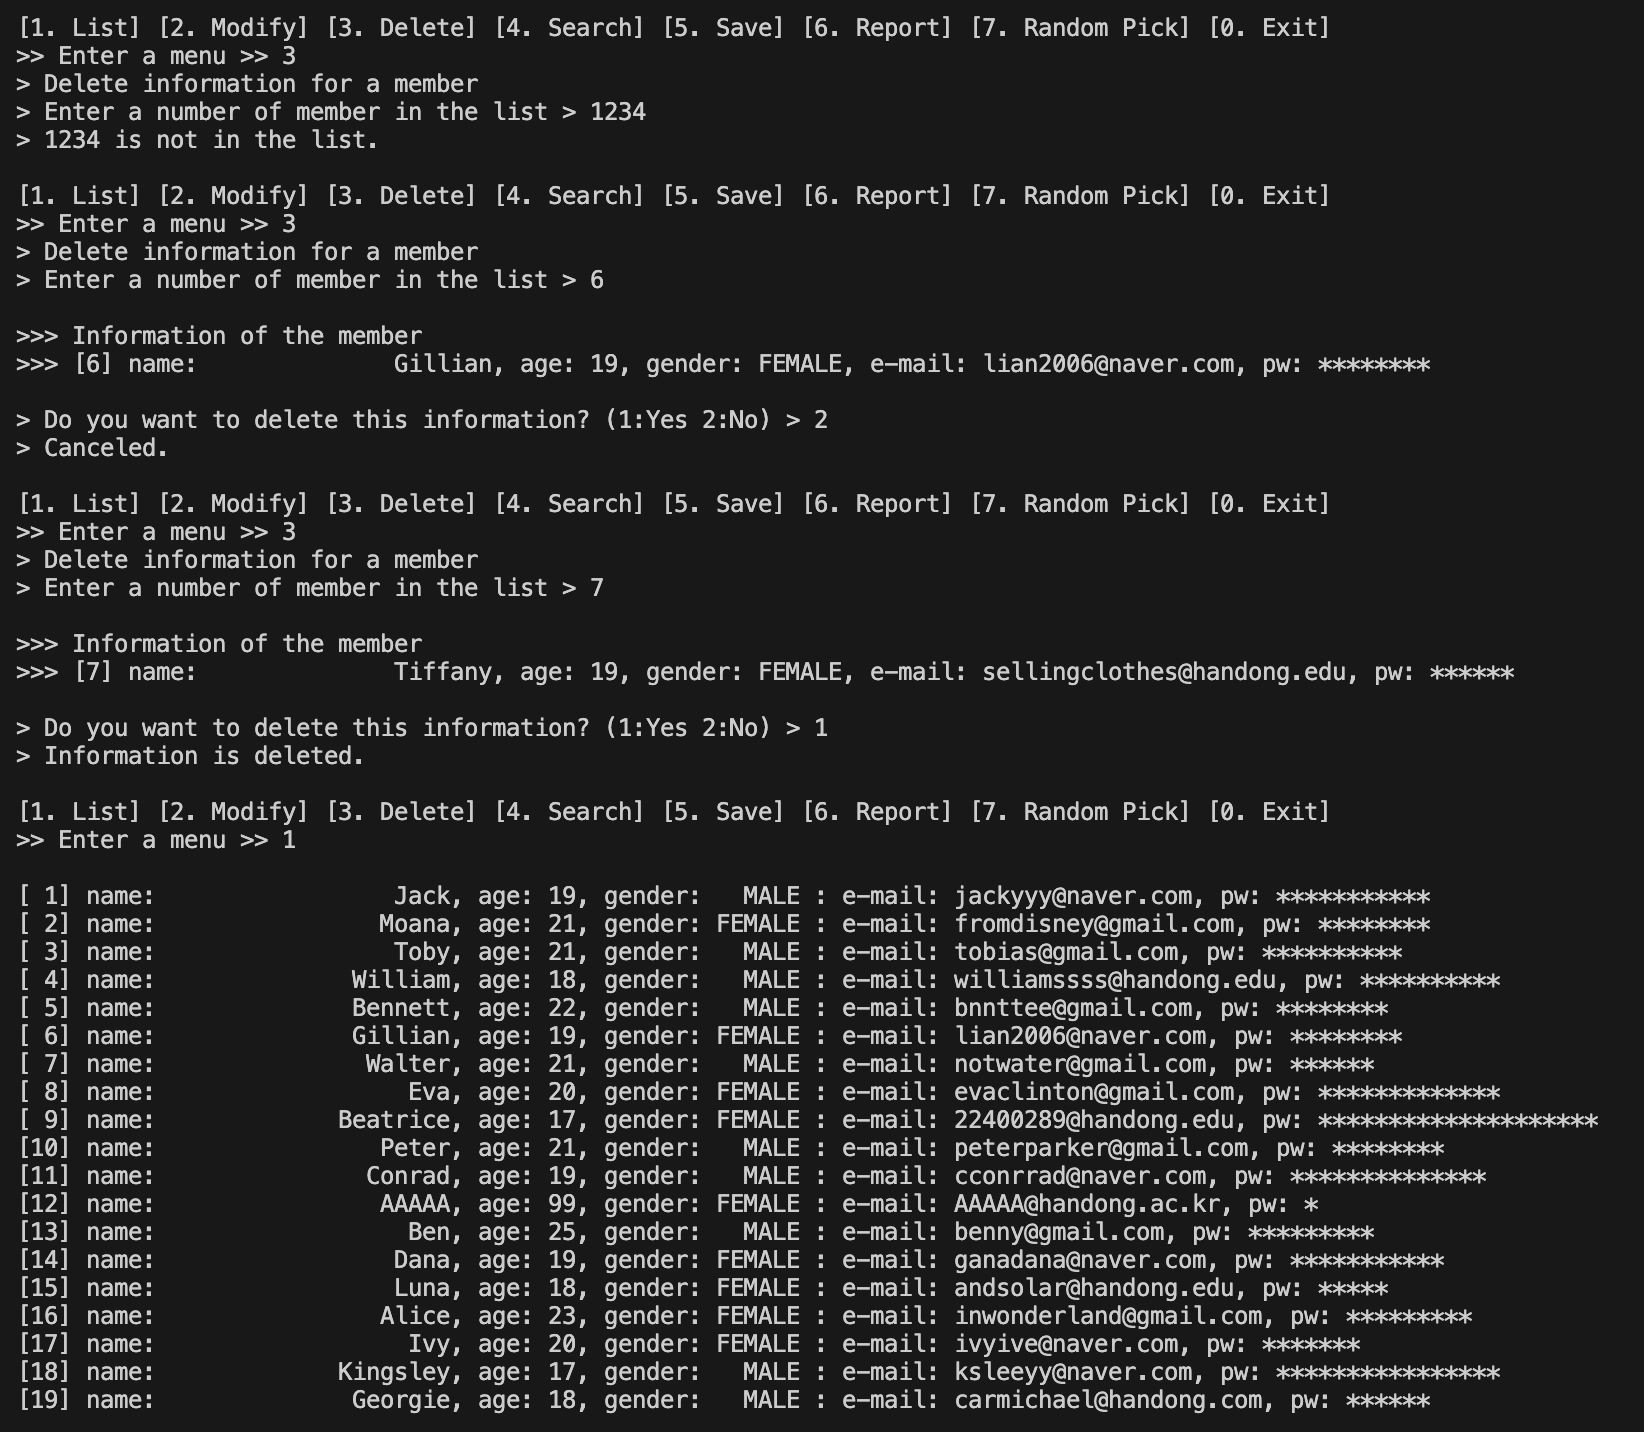 [1. List] [2. Modify] [3. Delete] [4. Search] [5. Save] [6. Report] [7. Random Pick] [0. Exit]
>> Enter a menu >> 3
> Delete information for a member
> Enter a number of member in the list > 1234
> 1234 is not in the list.

[1. List] [2. Modify] [3. Delete] [4. Search] [5. Save] [6. Report] [7. Random Pick] [0. Exit]
>> Enter a menu >> 3
> Delete information for a member
> Enter a number of member in the list > 6

>>> Information of the member
>>> [6] name:              Gillian, age: 19, gender: FEMALE, e-mail: lian2006@naver.com, pw: ********

> Do you want to delete this information? (1:Yes 2:No) > 2
> Canceled.

[1. List] [2. Modify] [3. Delete] [4. Search] [5. Save] [6. Report] [7. Random Pick] [0. Exit]
>> Enter a menu >> 3
> Delete information for a member
> Enter a number of member in the list > 7

>>> Information of the member
>>> [7] name:              Tiffany, age: 19, gender: FEMALE, e-mail: sellingclothes@handong.edu, pw: ******

> Do you want to delete this information? (1:Yes 2:No) > 1
> Information is deleted.

[1. List] [2. Modify] [3. Delete] [4. Search] [5. Save] [6. Report] [7. Random Pick] [0. Exit]
>> Enter a menu >> 1

[ 1] name:                 Jack, age: 19, gender:   MALE : e-mail: jackyyy@naver.com, pw: ***********
[ 2] name:                Moana, age: 21, gender: FEMALE : e-mail: fromdisney@gmail.com, pw: ********
[ 3] name:                 Toby, age: 21, gender:   MALE : e-mail: tobias@gmail.com, pw: **********
[ 4] name:              William, age: 18, gender:   MALE : e-mail: williamssss@handong.edu, pw: **********
[ 5] name:              Bennett, age: 22, gender:   MALE : e-mail: bnnttee@gmail.com, pw: ********
[ 6] name:              Gillian, age: 19, gender: FEMALE : e-mail: lian2006@naver.com, pw: ********
[ 7] name:               Walter, age: 21, gender:   MALE : e-mail: notwater@gmail.com, pw: ******
[ 8] name:                  Eva, age: 20, gender: FEMALE : e-mail: evaclinton@gmail.com, pw: *************
[ 9] name:             Beatrice, age: 17, gender: FEMALE : e-mail: 22400289@handong.edu, pw: ********************
[10] name:                Peter, age: 21, gender:   MALE : e-mail: peterparker@gmail.com, pw: ********
[11] name:               Conrad, age: 19, gender:   MALE : e-mail: cconrrad@naver.com, pw: **************
[12] name:                AAAAA, age: 99, gender: FEMALE : e-mail: AAAAA@handong.ac.kr, pw: *
[13] name:                  Ben, age: 25, gender:   MALE : e-mail: benny@gmail.com, pw: *********
[14] name:                 Dana, age: 19, gender: FEMALE : e-mail: ganadana@naver.com, pw: ***********
[15] name:                 Luna, age: 18, gender: FEMALE : e-mail: andsolar@handong.edu, pw: *****
[16] name:                Alice, age: 23, gender: FEMALE : e-mail: inwonderland@gmail.com, pw: *********
[17] name:                  Ivy, age: 20, gender: FEMALE : e-mail: ivyive@naver.com, pw: *******
[18] name:             Kingsley, age: 17, gender:   MALE : e-mail: ksleeyy@naver.com, pw: ****************
[19] name:              Georgie, age: 18, gender:   MALE : e-mail: carmichael@handong.com, pw: ******